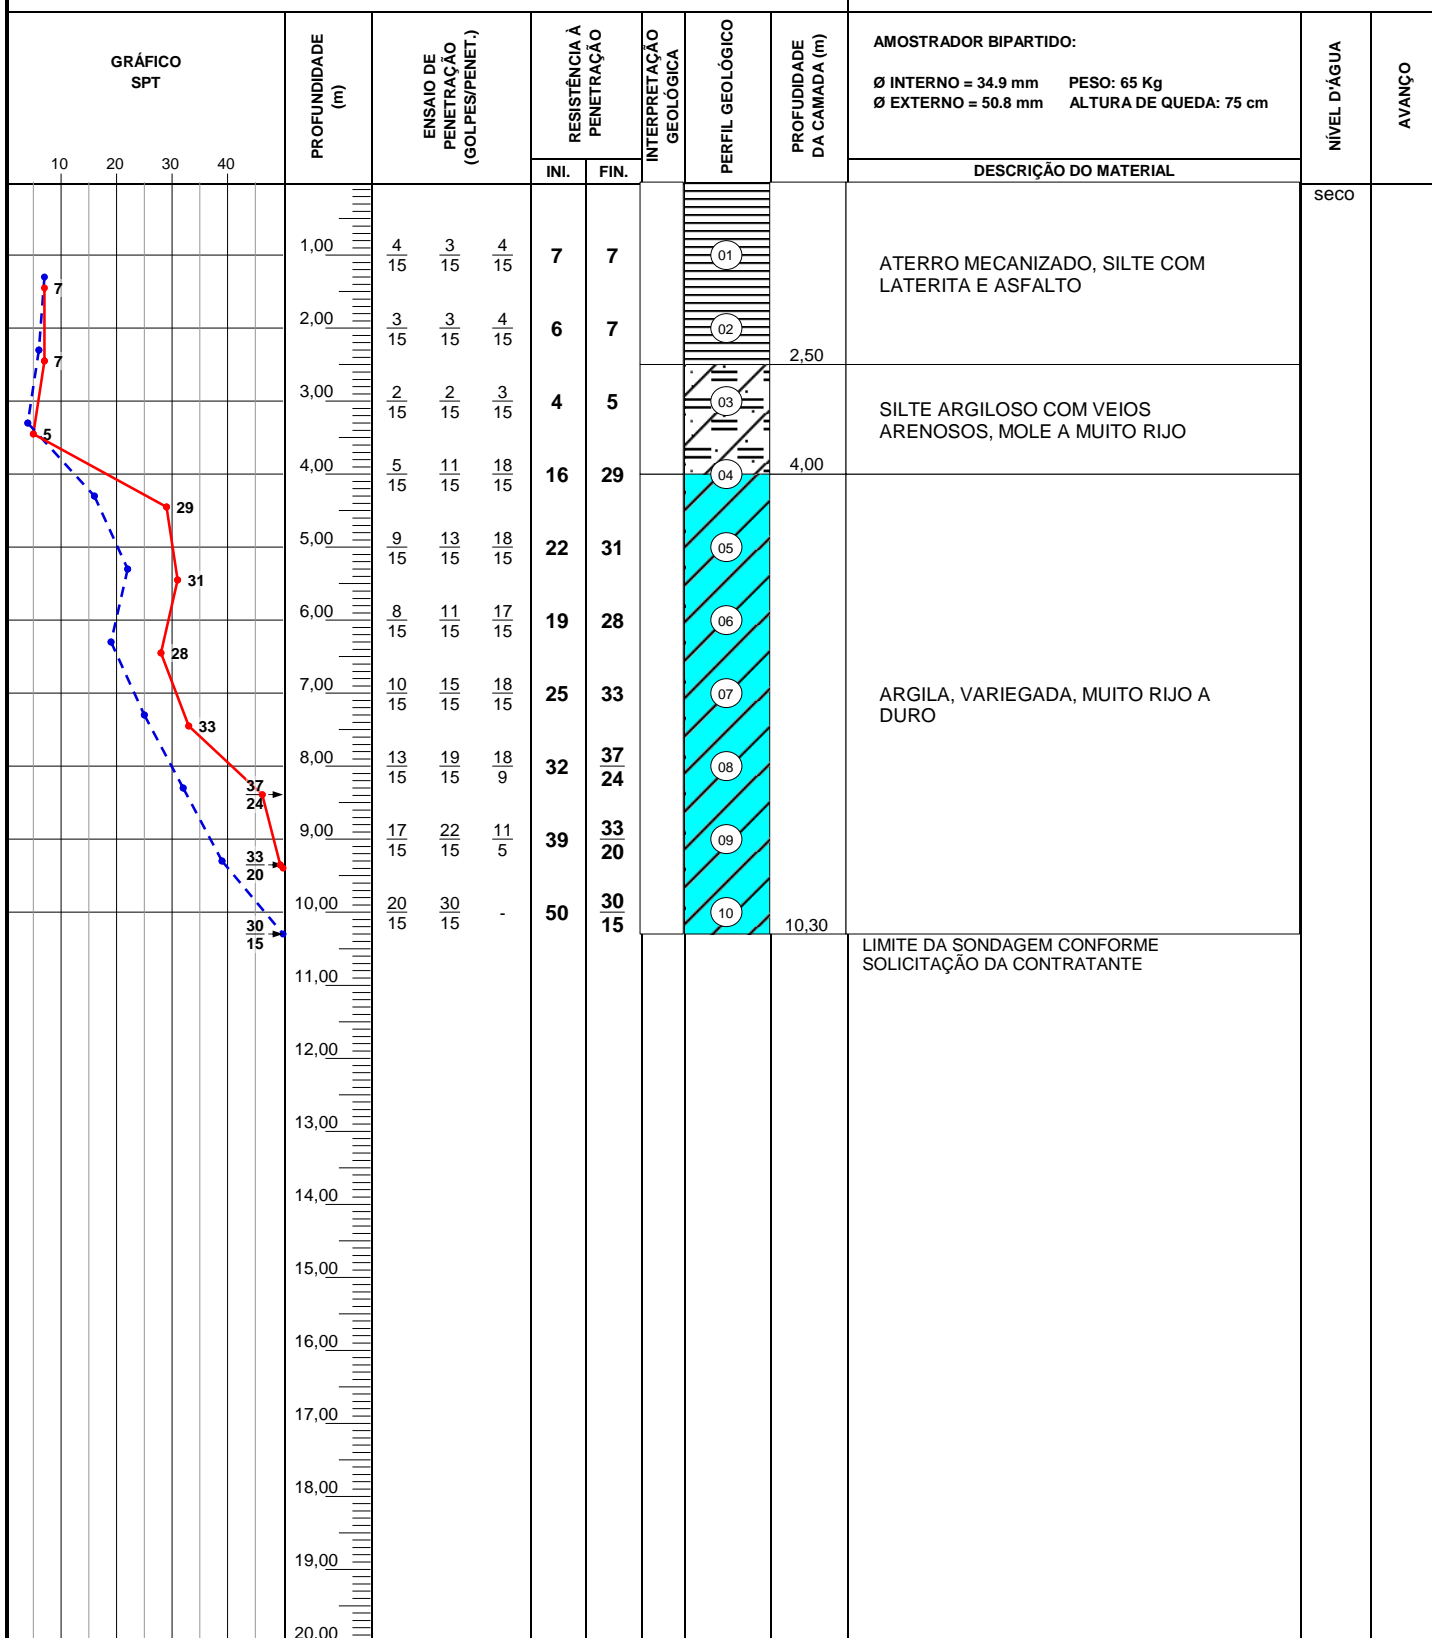 GRÁFICO
SPT
10 20 30 40
PROFUNDIDADE
(m)
ENSAIO DE
PENETRAÇÃO
(GOLPES/PENET.)
RESISTÊNCIA À
PENETRAÇÃO
INI. FIN.
INTERPRETAÇÃO
GEOLÓGICA
PERFIL GEOLÓGICO
PROFUDIDADE
DA CAMADA (m)
AMOSTRADOR BIPARTIDO:
Ø INTERNO = 34.9 mm PESO: 65 Kg
Ø EXTERNO = 50.8 mm ALTURA DE QUEDA: 75 cm
DESCRIÇÃO DO MATERIAL
NÍVEL D'ÁGUA
AVANÇO
seco
1,00 4/15 3/15 4/15 7 7 01
ATERRO MECANIZADO, SILTE COM
LATERITA E ASFALTO
7
2,00 3/15 3/15 4/15 6 7 02
2,50
7
3,00 2/15 2/15 3/15 4 5 03
SILTE ARGILOSO COM VEIOS
ARENOSOS, MOLE A MUITO RIJO
5
4,00 5/15 11/15 18/15 16 29 04 4,00
29
5,00 9/15 13/15 18/15 22 31 05
31
6,00 8/15 11/15 17/15 19 28 06
28
7,00 10/15 15/15 18/15 25 33 07
ARGILA, VARIEGADA, MUITO RIJO A
DURO
33
8,00 13/15 19/15 18/9 32 37/24 08
37/24
9,00 17/15 22/15 11/5 39 33/20 09
33/20
10,00 20/15 30/15 - 50 30/15 10 10,30
30/15
LIMITE DA SONDAGEM CONFORME
SOLICITAÇÃO DA CONTRATANTE
11,00
12,00
13,00
14,00
15,00
16,00
17,00
18,00
19,00
20,00